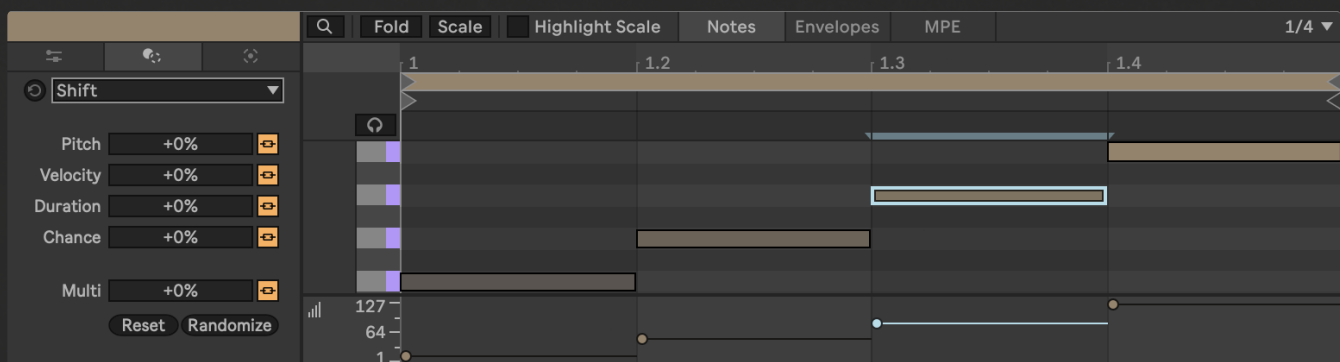 Fold Scale Highlight Scale Notes Envelopes MPE 1/4
1 1.2 1.3 1.4
Shift
Pitch +0%
Velocity +0%
Duration +0%
Chance +0%
Multi +0%
Reset Randomize
127
64
1